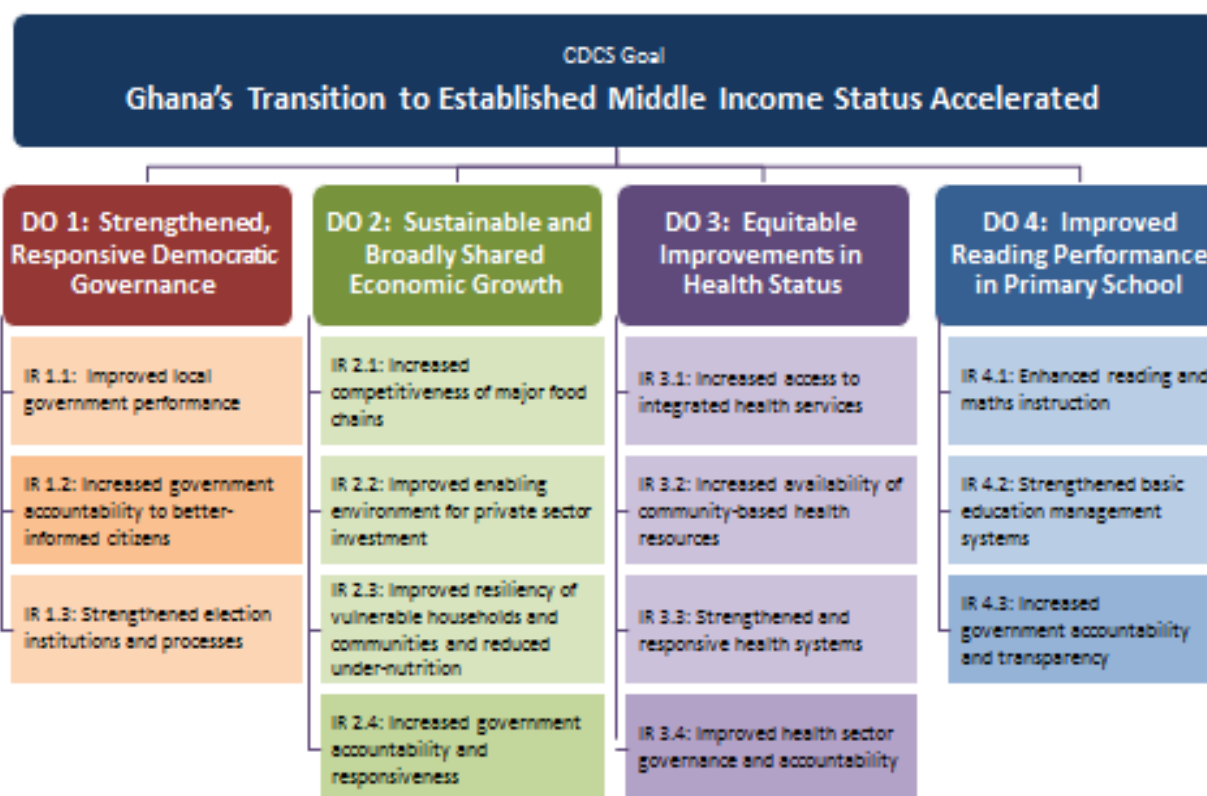 CDCS Goal
Ghana's Transition to Established Middle Income Status Accelerated
DO 1: Strengthened,
Responsive Democratic
Governance
IR 1.1: Improved local
government performance
IR 1.2: Increased government
accountability to better-
informed citizens
IR 1.3: Strengthened election
institutions and processes
DO 2: Sustainable and
Broadly Shared
Economic Growth
IR 2.1: Increased
competitiveness of major food
chains
IR 2.2: Improved enabling
environment for private sector
investment
IR 2.3: Improved resiliency of
vulnerable households and
communities and reduced
under-nutrition
IR 2.4: Increased government
accountability and
responsiveness
DO 3: Equitable
Improvements in
Health Status
IR 3.1: Increased access to
integrated health services
IR 3.2: Increased availability of
community-based health
resources
IR 3.3: Strengthened and
responsive health systems
IR 3.4: Improved health sector
governance and accountability
DO 4: Improved
Reading Performance
in Primary School
IR 4.1: Enhanced reading and
maths instruction
IR 4.2: Strengthened basic
education management
systems
IR 4.3: Increased
government accountability
and transparency